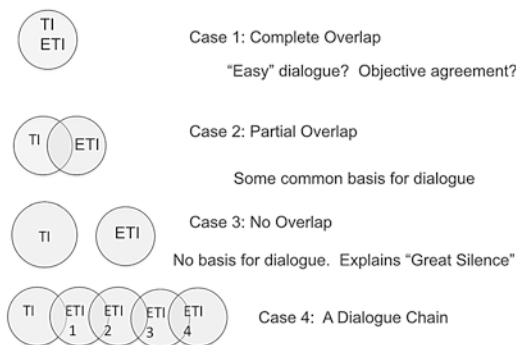 TI
ETI
Case 1: Complete Overlap
“Easy” dialogue? Objective agreement?
TI ETI
Case 2: Partial Overlap
Some common basis for dialogue
TI ETI
Case 3: No Overlap
No basis for dialogue. Explains “Great Silence”
TI ETI 1 ETI 2 ETI 3 ETI 4
Case 4: A Dialogue Chain